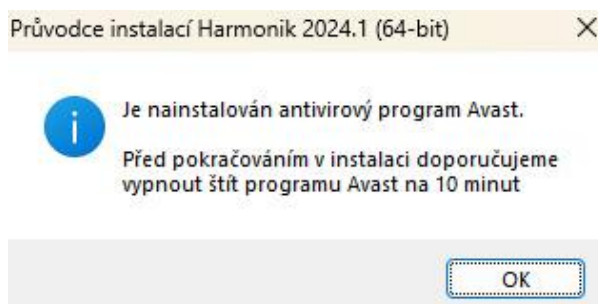 Průvodce instalací Harmonik 2024.1 (64-bit)
Je nainstalován antivirový program Avast.
Před pokračováním v instalaci doporučujeme
vypnout štít programu Avast na 10 minut
OK